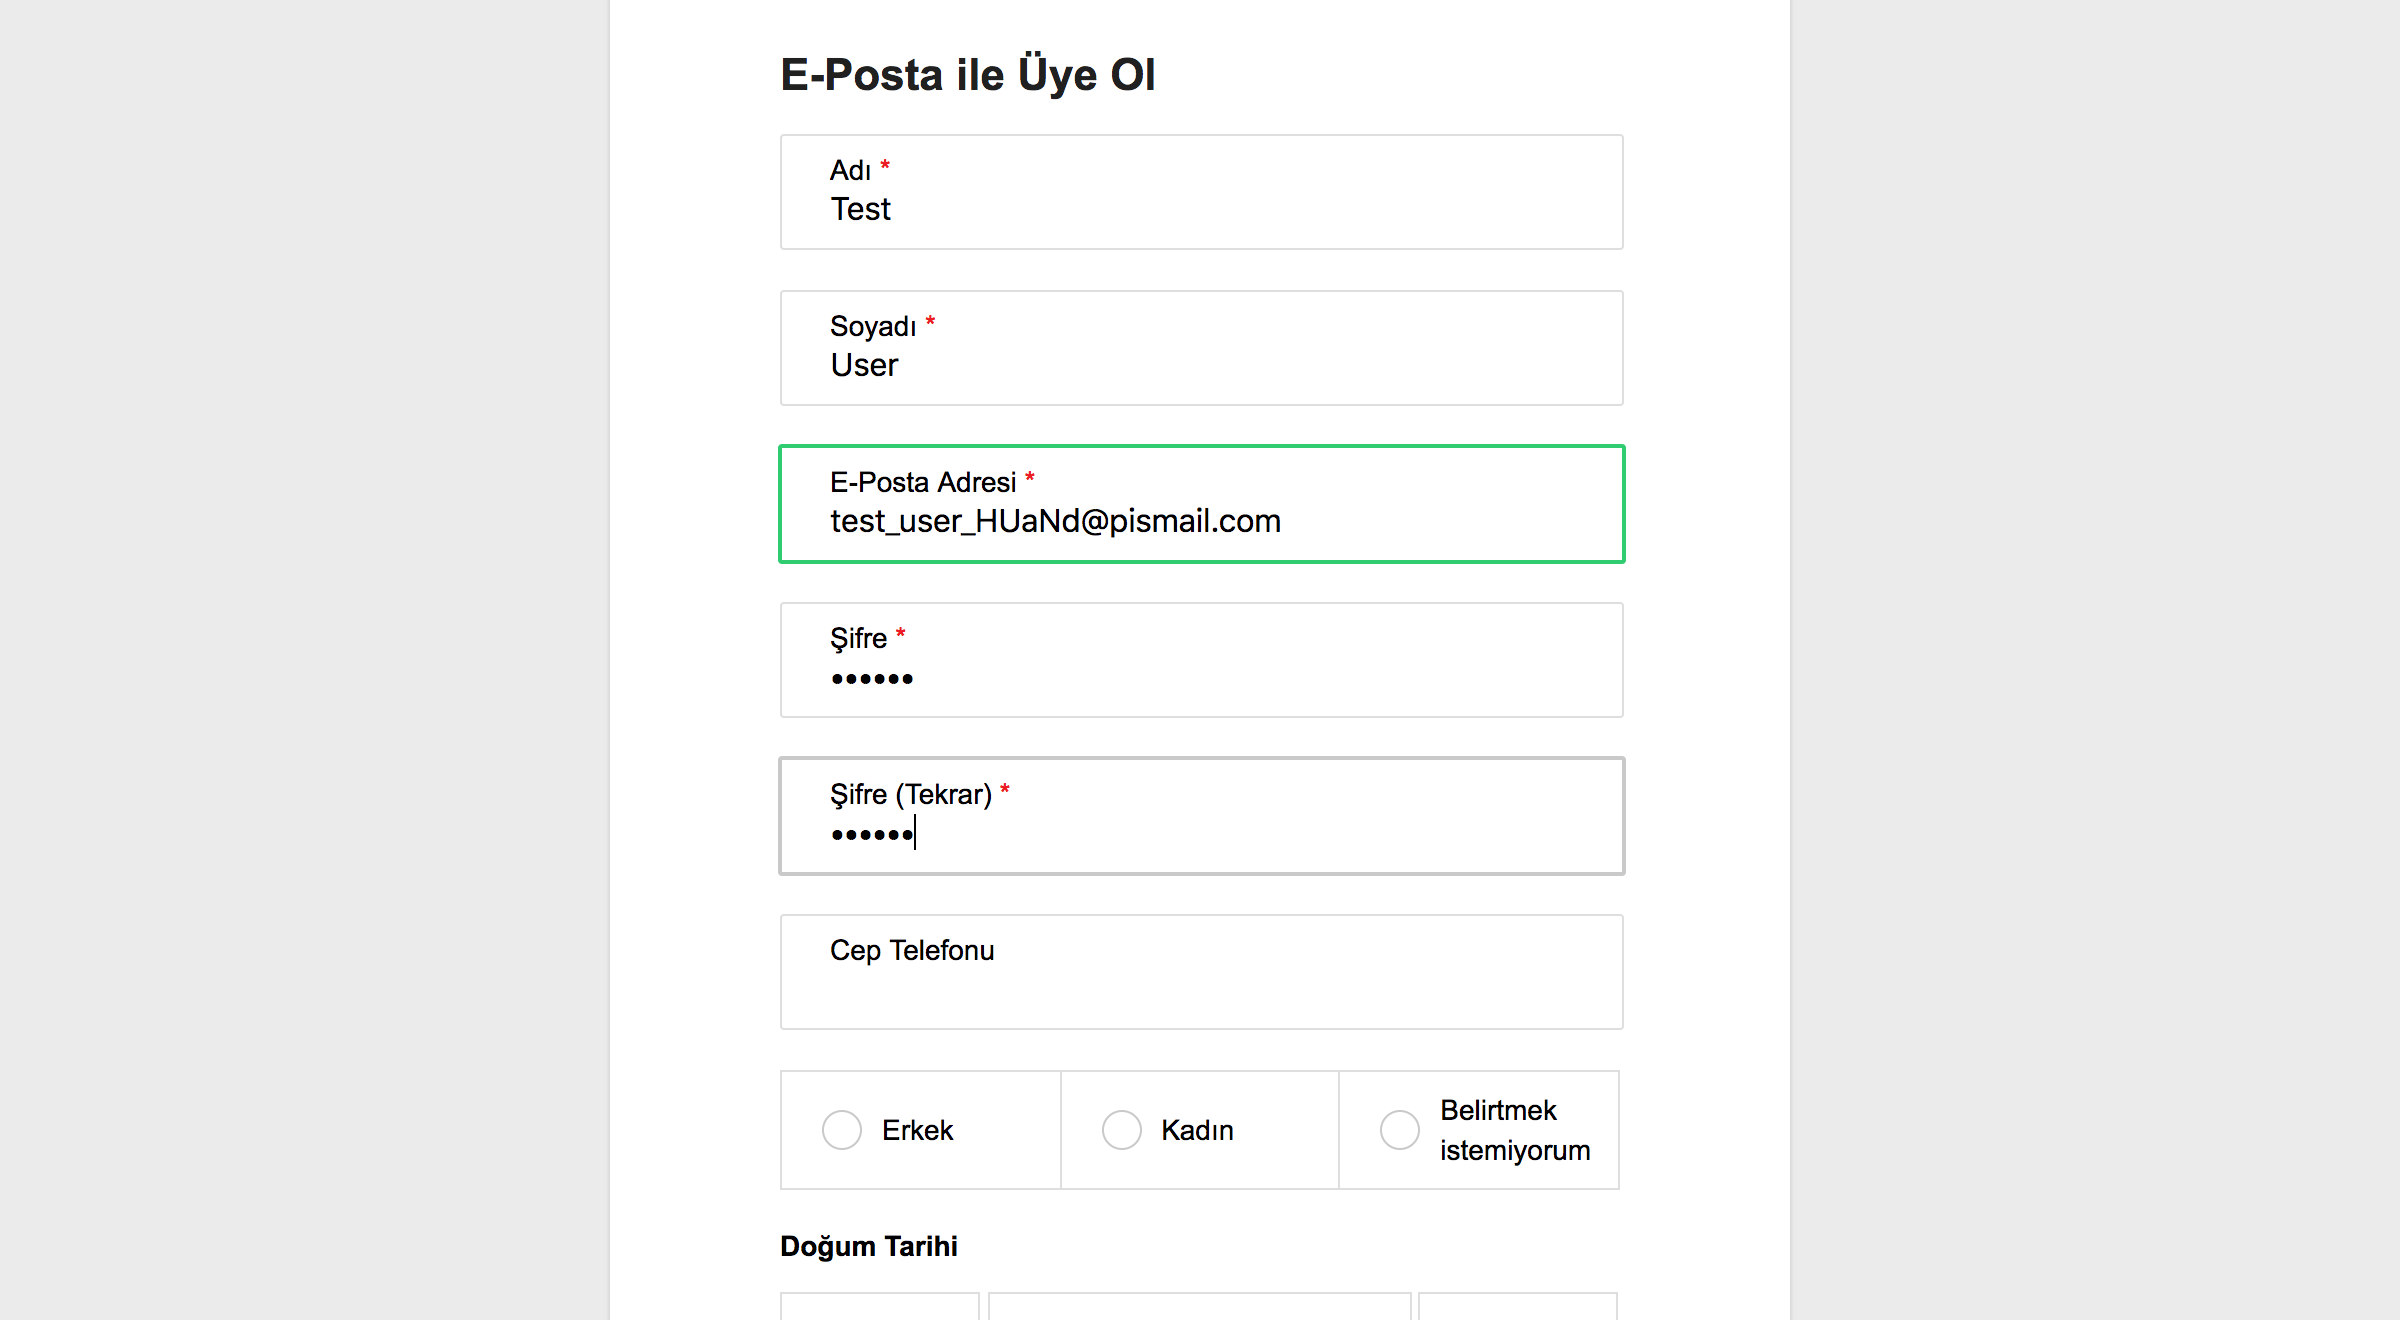 E-Posta ile Üye Ol
Adı *
Test
Soyadı *
User
E-Posta Adresi *
test_user_HUaNd@pismail.com
Şifre *
••••••
Şifre (Tekrar) *
••••••
Cep Telefonu
Erkek
Kadın
Belirtmek
istemiyorum
Doğum Tarihi